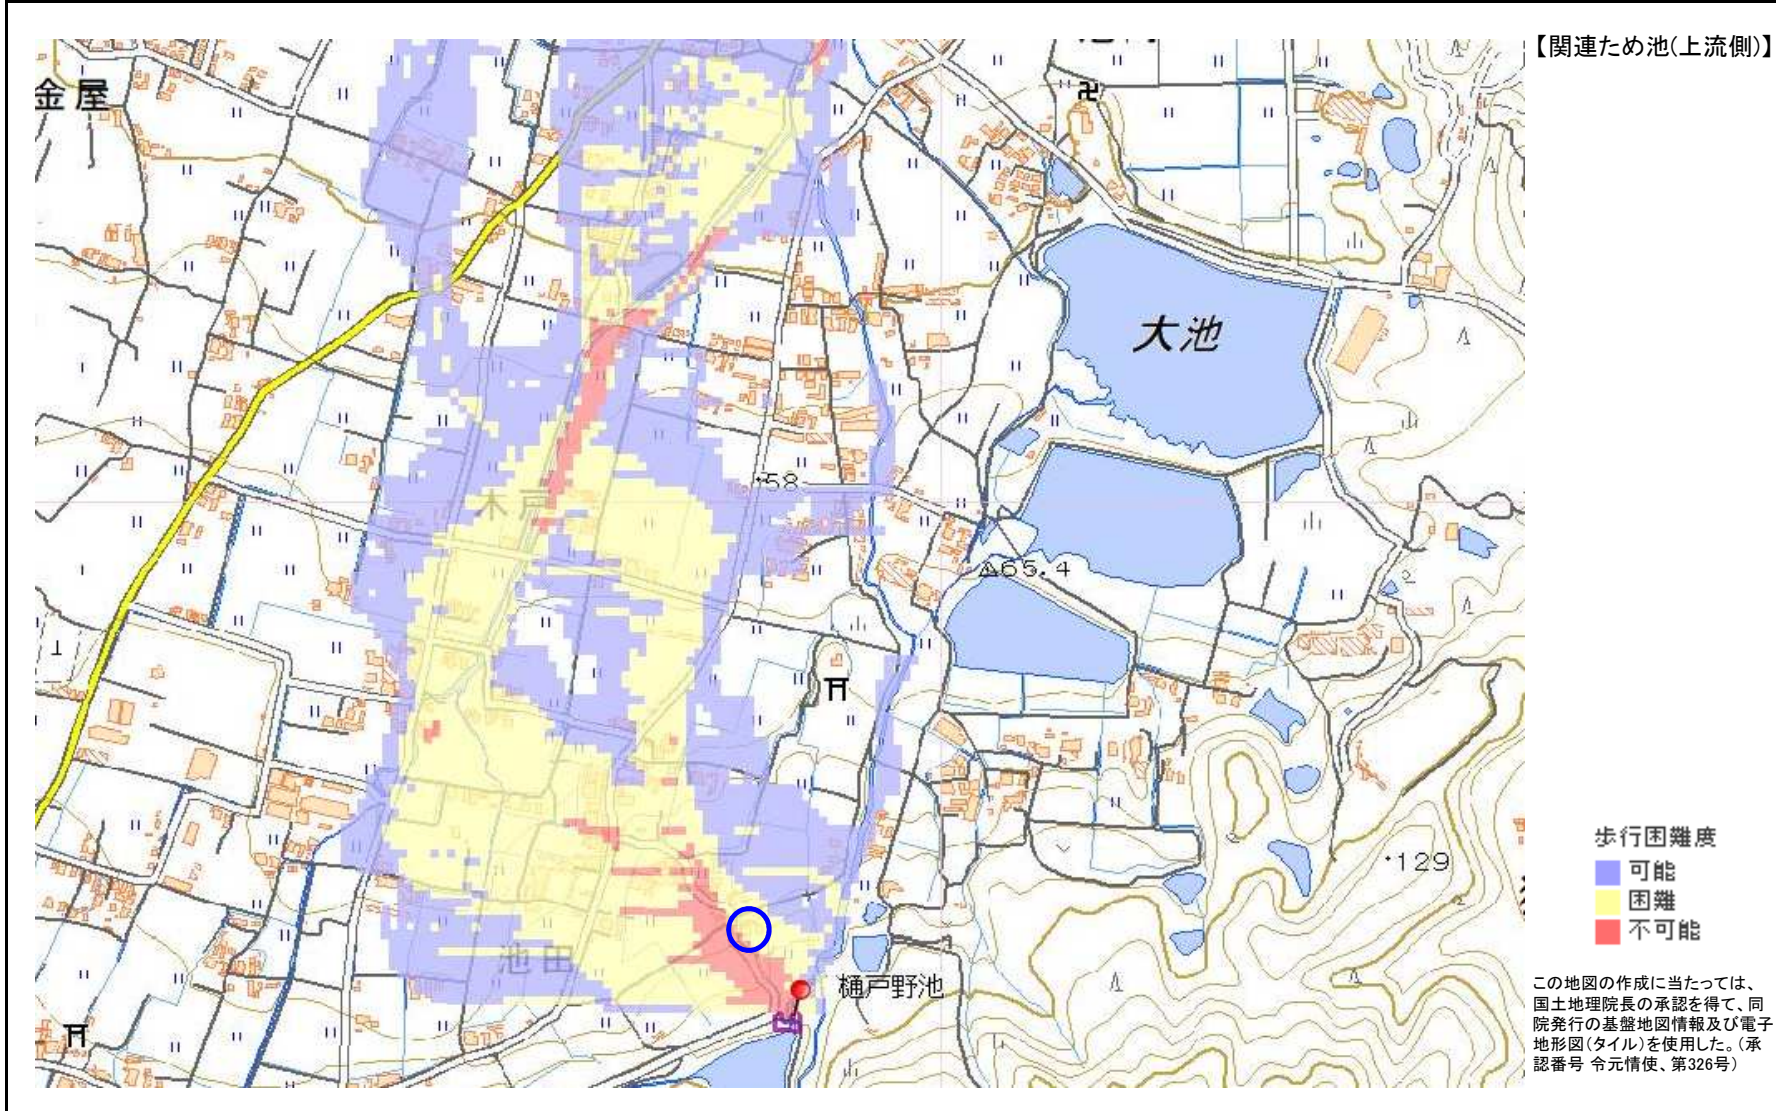 【関連ため池(上流側)】
金屋
大池
木戸
58
65.4
池田
樋戸野池
129
歩行困難度
可能
困難
不可能
この地図の作成に当たっては、
国土地理院長の承認を得て、同
院発行の基盤地図情報及び電子
地形図(タイル)を使用した。(承
認番号 令元情使、第326号)